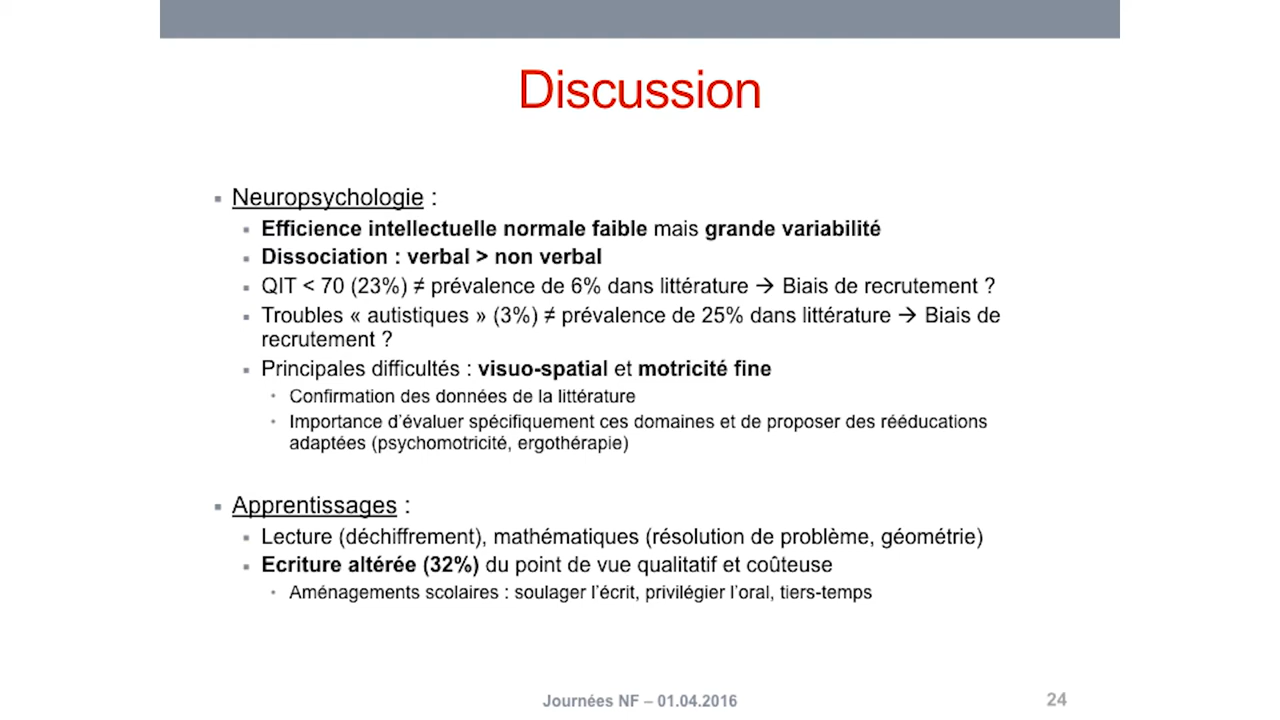 Discussion
▪ Neuropsychologie :
▪ Efficience intellectuelle normale faible mais grande variabilité
▪ Dissociation : verbal > non verbal
▪ QIT < 70 (23%) ≠ prévalence de 6% dans littérature → Biais de recrutement ?
▪ Troubles « autistiques » (3%) ≠ prévalence de 25% dans littérature → Biais de
recrutement ?
▪ Principales difficultés : visuo-spatial et motricité fine
• Confirmation des données de la littérature
• Importance d'évaluer spécifiquement ces domaines et de proposer des rééducations
adaptées (psychomotricité, ergothérapie)
▪ Apprentissages :
▪ Lecture (déchiffrement), mathématiques (résolution de problème, géométrie)
▪ Ecriture altérée (32%) du point de vue qualitatif et coûteuse
• Aménagements scolaires : soulager l'écrit, privilégier l'oral, tiers-temps
Journées NF – 01.04.2016
24